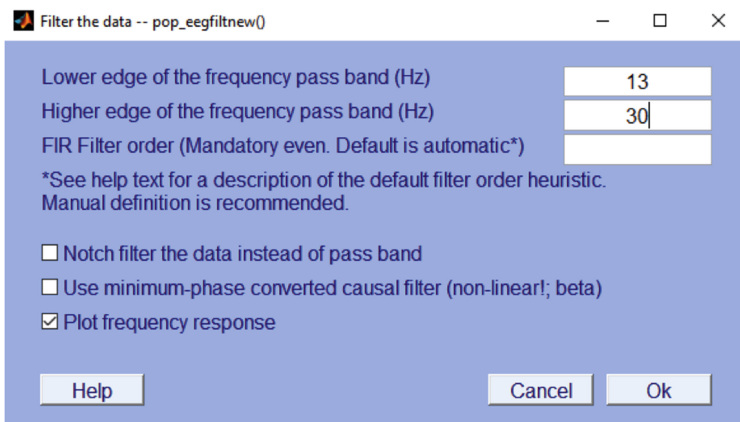 Filter the data -- pop_eegfiltnew()
Lower edge of the frequency pass band (Hz) 13
Higher edge of the frequency pass band (Hz) 30
FIR Filter order (Mandatory even. Default is automatic*)
*See help text for a description of the default filter order heuristic.
Manual definition is recommended.
Notch filter the data instead of pass band
Use minimum-phase converted causal filter (non-linear!; beta)
Plot frequency response
Help Cancel Ok